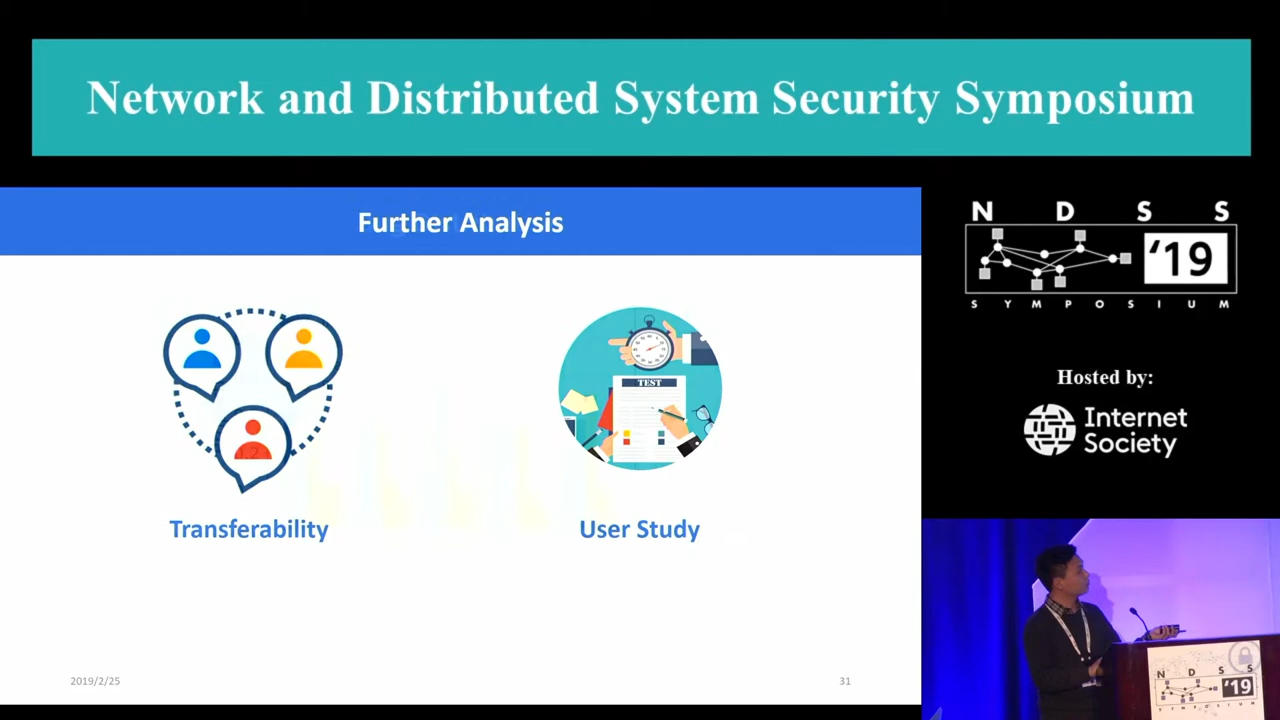 Network and Distributed System Security Symposium
Further Analysis
TEST
Transferability
User Study
2019/2/25
31
N D S S
'19
S Y M P O S I U M
Hosted by:
Internet
Society
N D S S
'19
S Y M P O S I U M